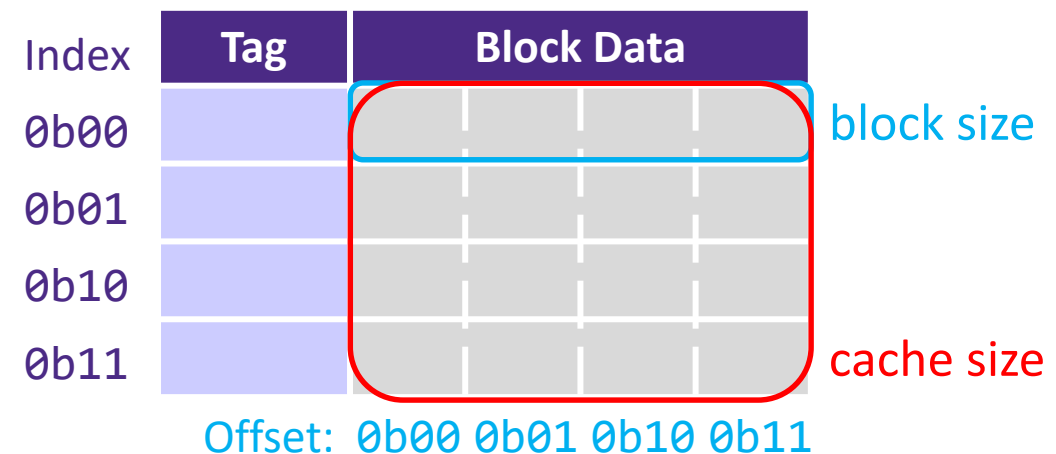 Index Tag Block Data
0b00 block size
0b01
0b10
0b11 cache size
Offset: 0b00 0b01 0b10 0b11